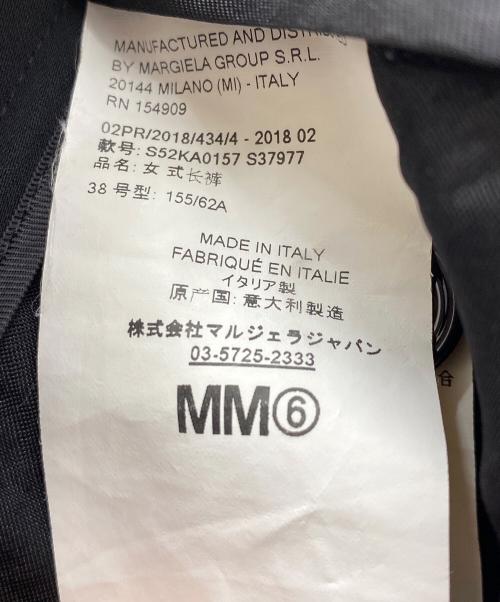 MANUFACTURED AND DISTRIBU
BY MARGIELA GROUP S.R.L.
20144 MILANO (MI) - ITALY
RN 154909
02PR/2018/434/4 - 2018 02
款号: S52KA0157 S37977
品名: 女 式长裤
38 号型: 155/62A
MADE IN ITALY
FABRIQUÉ EN ITALIE
イタリア製
原产国: 意大利製造
株式会社マルジェラジャパン
03-5725-2333
MM⑥
合